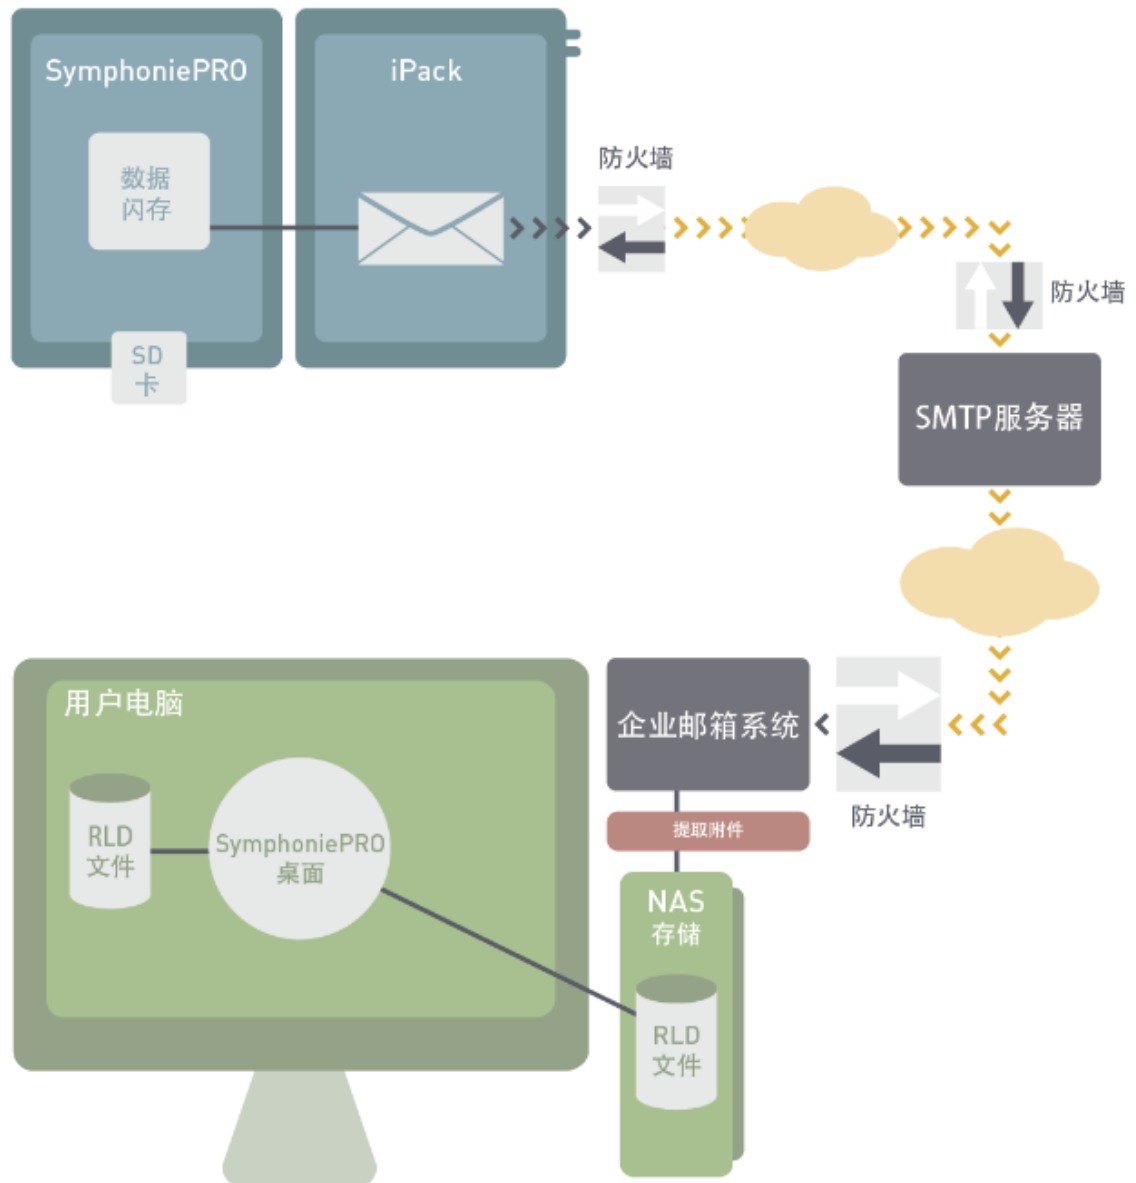 SymphoniePRO
iPack
数据
闪存
SD
卡
防火墙
防火墙
SMTP服务器
用户电脑
RLD
文件
SymphoniePRO
桌面
企业邮箱系统
防火墙
提取附件
NAS
存储
RLD
文件